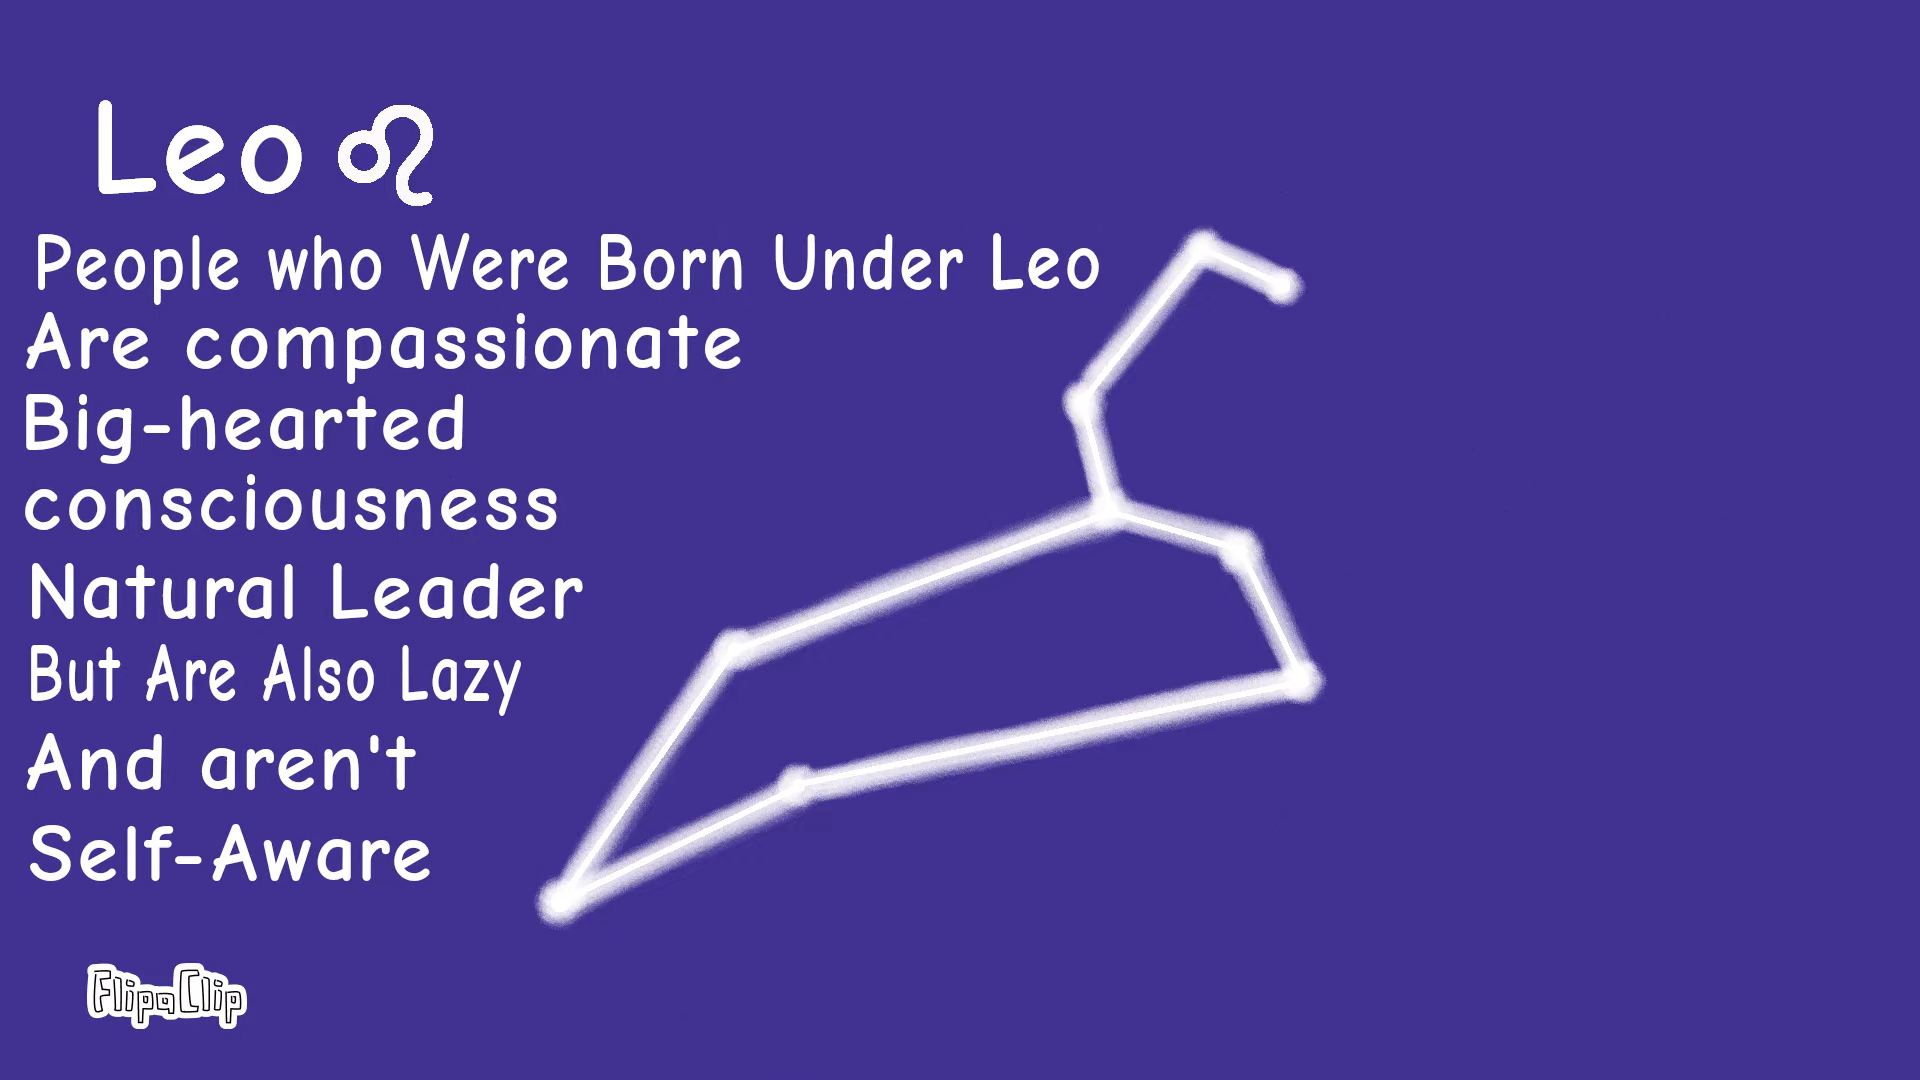 Leo ♌
People who Were Born Under Leo
Are compassionate
Big-hearted
consciousness
Natural Leader
But Are Also Lazy
And aren't
Self-Aware
FlipaClip